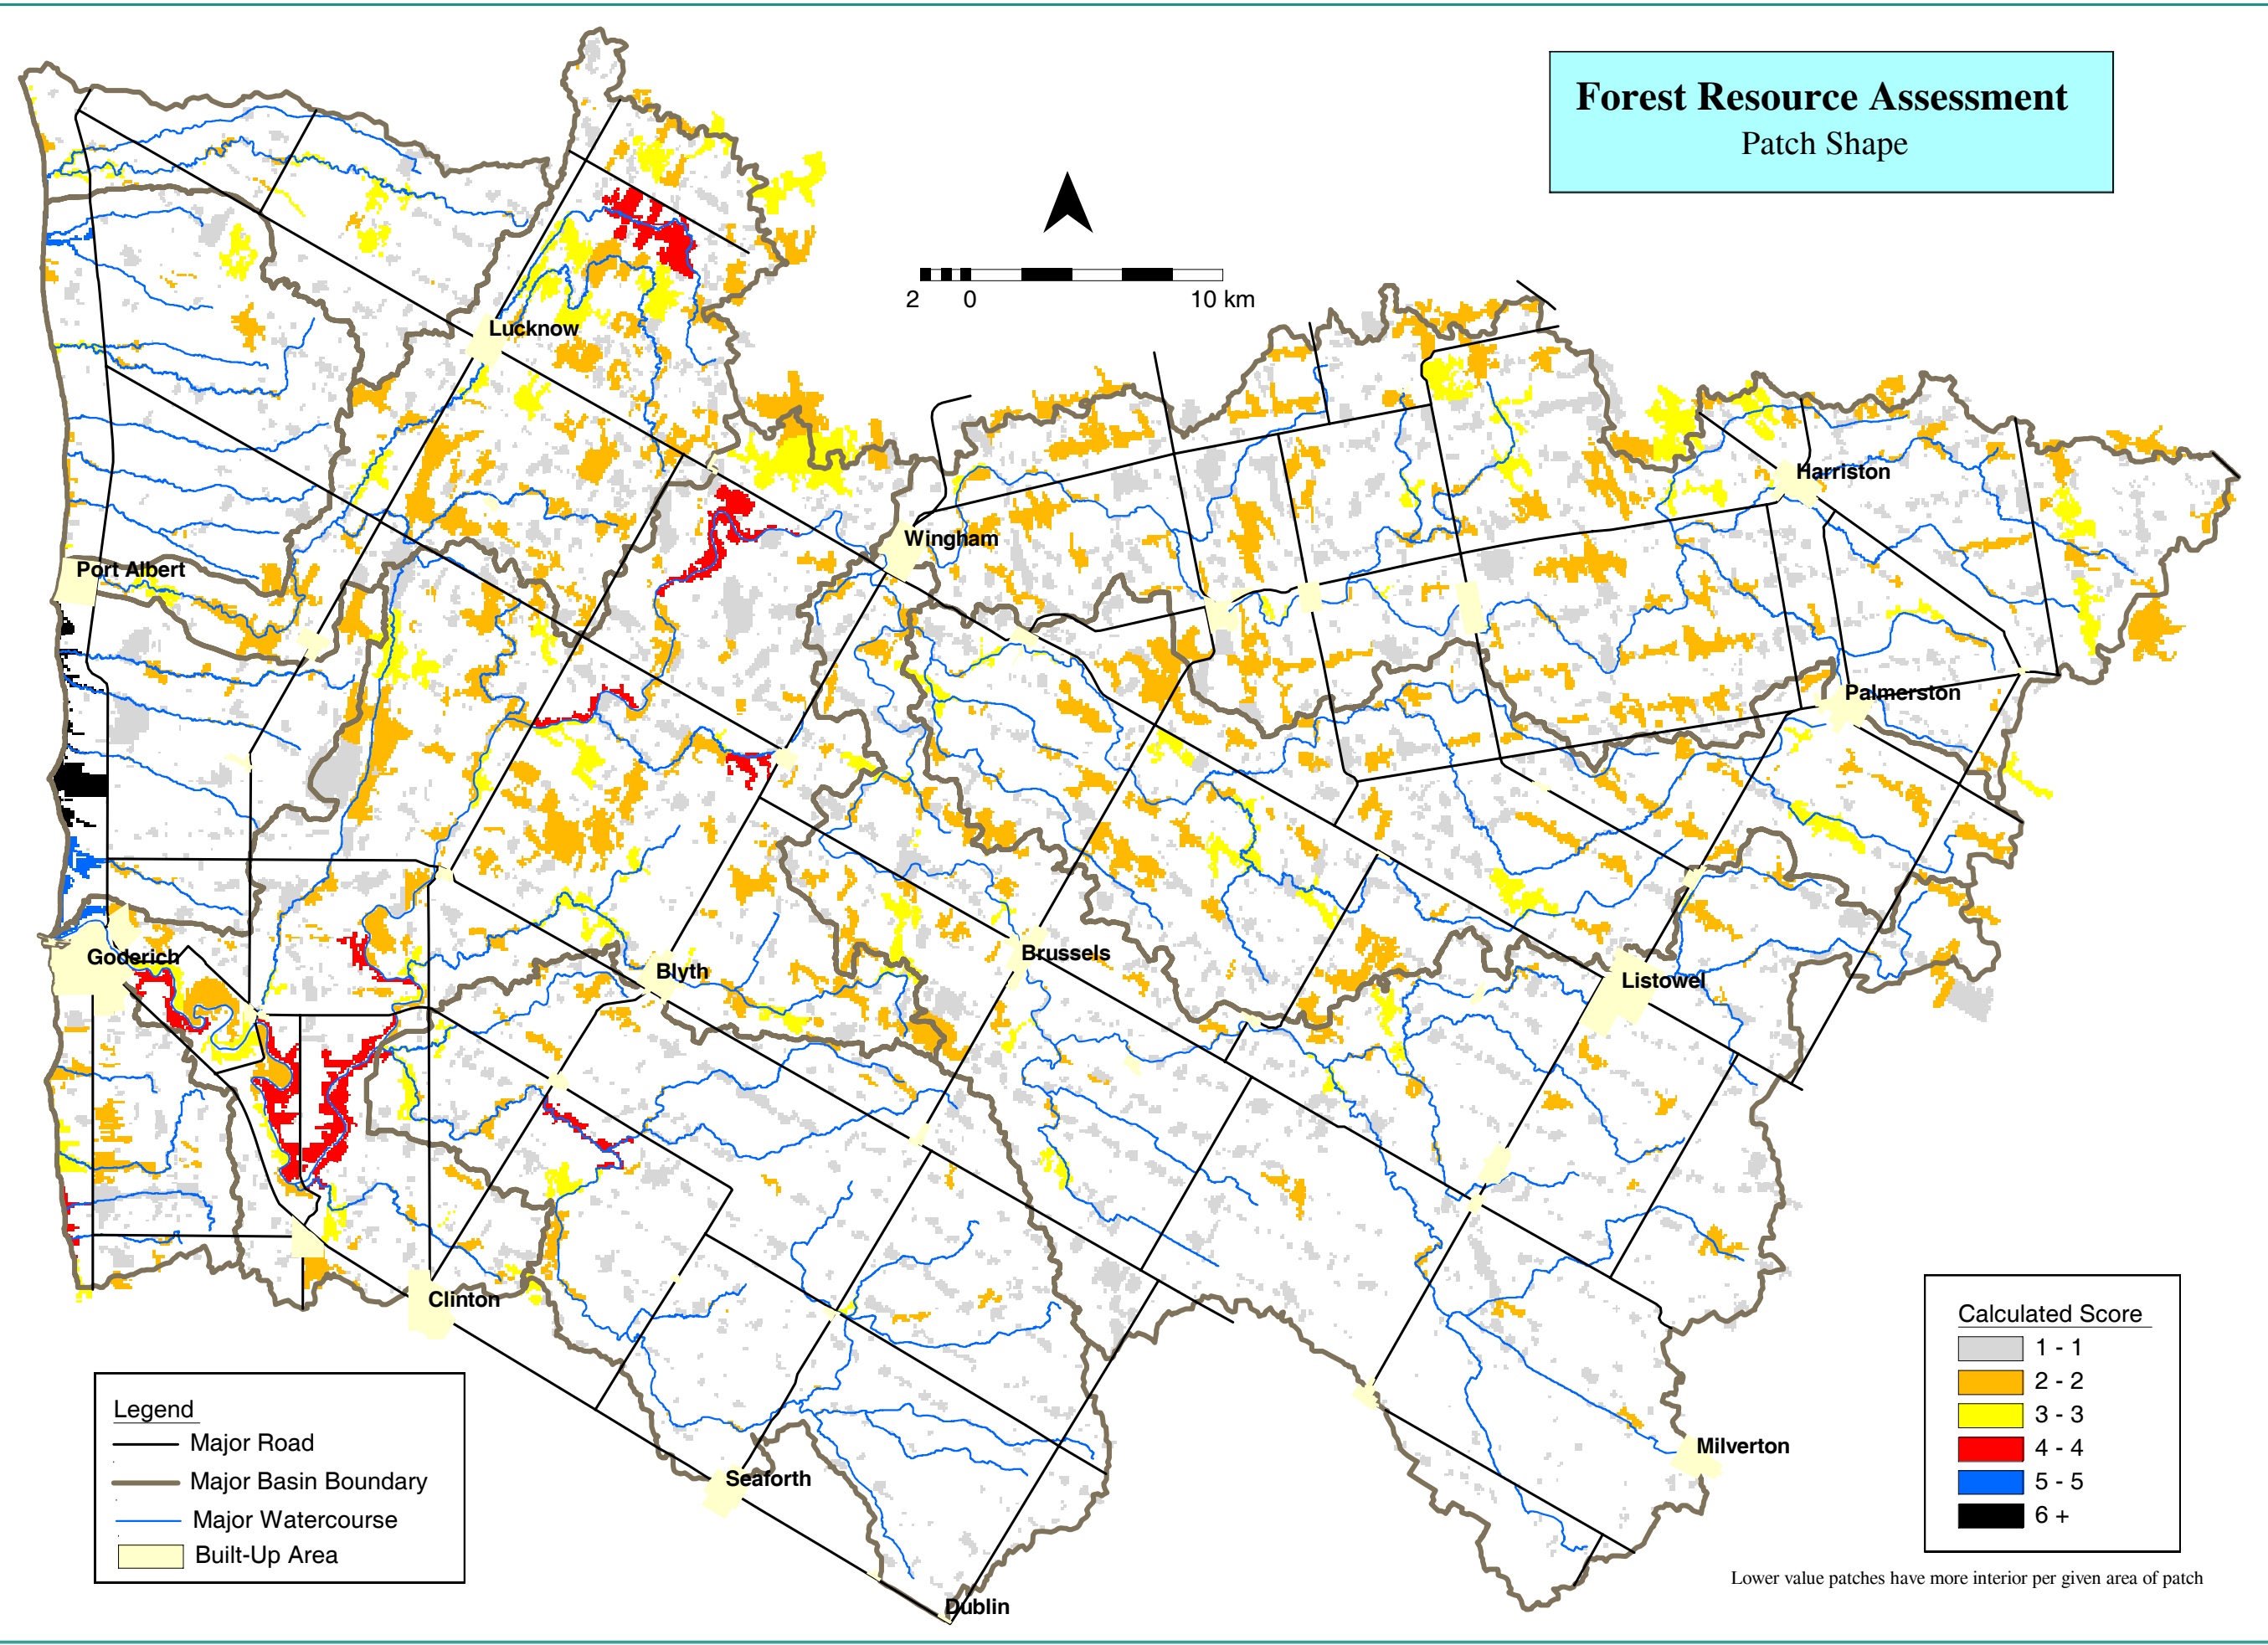 Forest Resource Assessment
Patch Shape
2 0 10 km
Lucknow
Harriston
Wingham
Port Albert
Palmerston
Goderich
Blyth
Brussels
Listowel
Clinton
Milverton
Seaforth
Dublin
Legend
Major Road
Major Basin Boundary
Major Watercourse
Built-Up Area
Calculated Score
1 - 1
2 - 2
3 - 3
4 - 4
5 - 5
6 +
Lower value patches have more interior per given area of patch